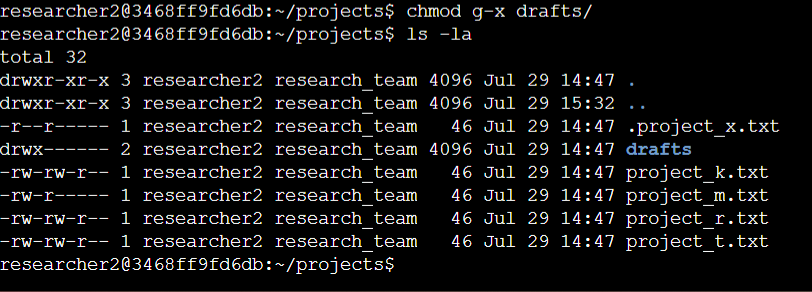 researcher2@3468ff9fd6db:~/projects$ chmod g-x drafts/
researcher2@3468ff9fd6db:~/projects$ ls -la
total 32
drwxr-xr-x 3 researcher2 research_team 4096 Jul 29 14:47 .
drwxr-xr-x 3 researcher2 research_team 4096 Jul 29 15:32 ..
-r--r----- 1 researcher2 research_team   46 Jul 29 14:47 .project_x.txt
drwx------ 2 researcher2 research_team 4096 Jul 29 14:47 drafts
-rw-rw-r-- 1 researcher2 research_team   46 Jul 29 14:47 project_k.txt
-rw-r----- 1 researcher2 research_team   46 Jul 29 14:47 project_m.txt
-rw-rw-r-- 1 researcher2 research_team   46 Jul 29 14:47 project_r.txt
-rw-rw-r-- 1 researcher2 research_team   46 Jul 29 14:47 project_t.txt
researcher2@3468ff9fd6db:~/projects$